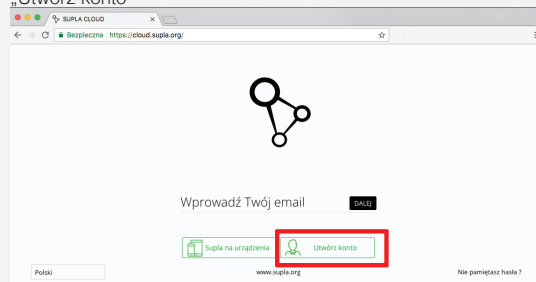 „Utwórz Konto
SUPLA CLOUD
Bezpieczna https://cloud.supla.org/
Wprowadź Twój email DALEJ
Supla na urządzenia Utwórz konto
Polski www.supla.org Nie pamiętasz hasła ?